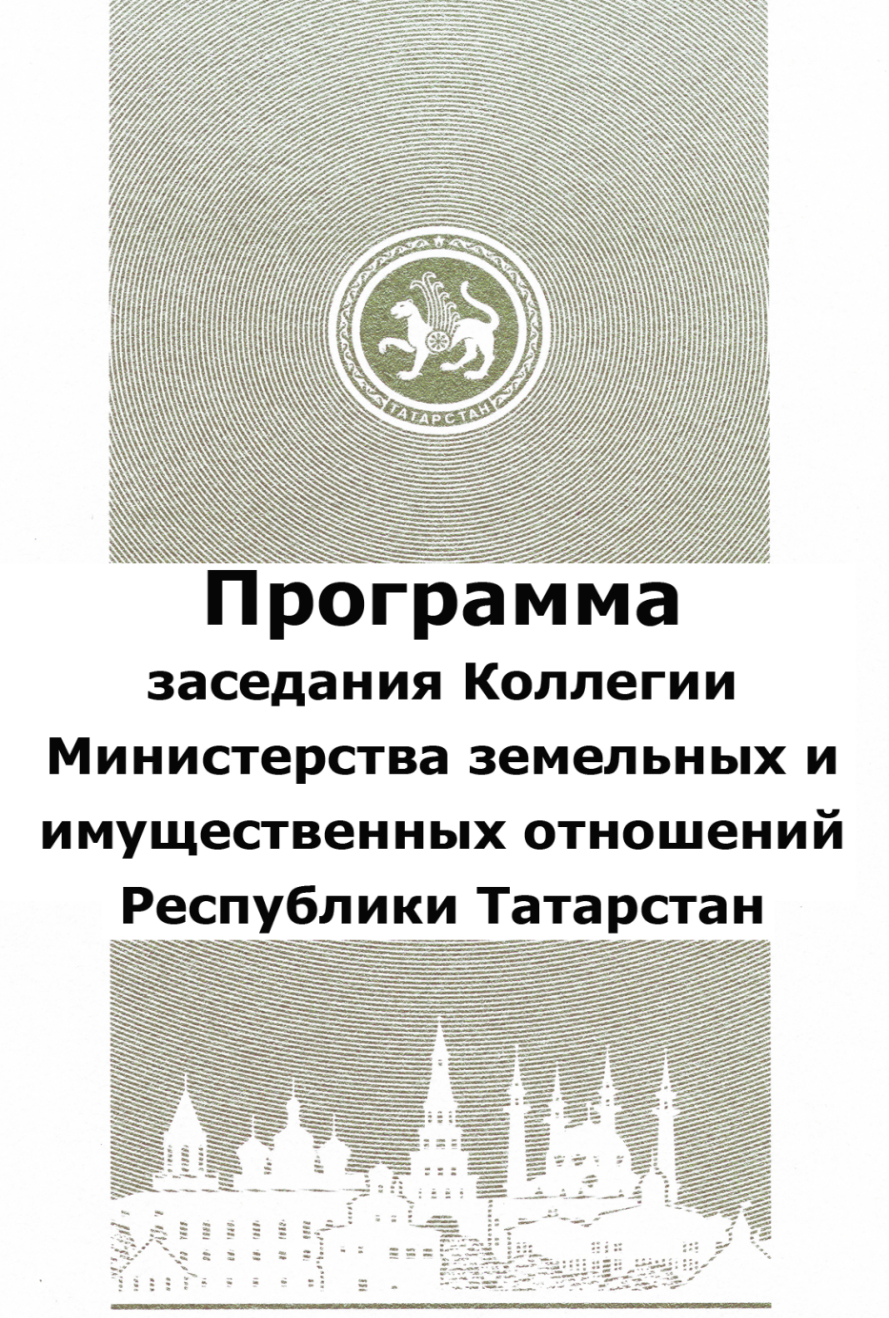 ТАТАРСТАН
Программа
заседания Коллегии
Министерства земельных и
имущественных отношений
Республики Татарстан